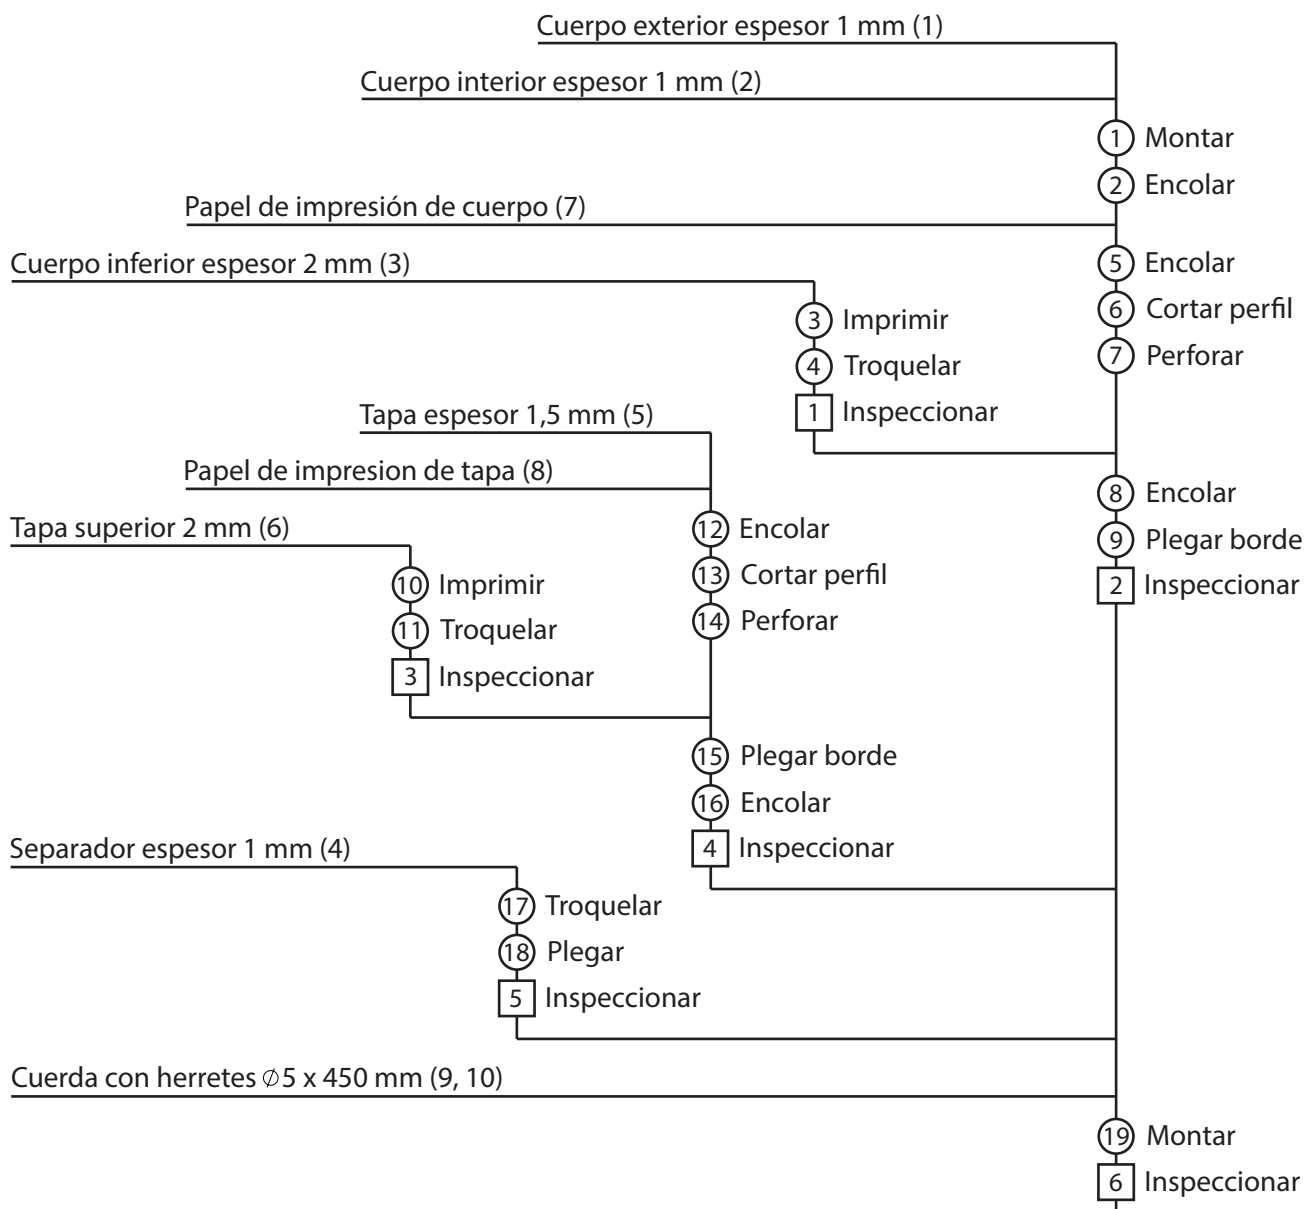 Cuerpo exterior espesor 1 mm (1)
Cuerpo interior espesor 1 mm (2)
1 Montar
2 Encolar
Papel de impresión de cuerpo (7)
Cuerpo inferior espesor 2 mm (3)
5 Encolar
3 Imprimir
6 Cortar perfil
4 Troquelar
7 Perforar
1 Inspeccionar
Tapa espesor 1,5 mm (5)
Papel de impresion de tapa (8)
8 Encolar
Tapa superior 2 mm (6)
12 Encolar
9 Plegar borde
10 Imprimir
13 Cortar perfil
2 Inspeccionar
11 Troquelar
14 Perforar
3 Inspeccionar
15 Plegar borde
16 Encolar
4 Inspeccionar
Separador espesor 1 mm (4)
17 Troquelar
18 Plegar
5 Inspeccionar
Cuerda con herretes ∅5 x 450 mm (9, 10)
19 Montar
6 Inspeccionar